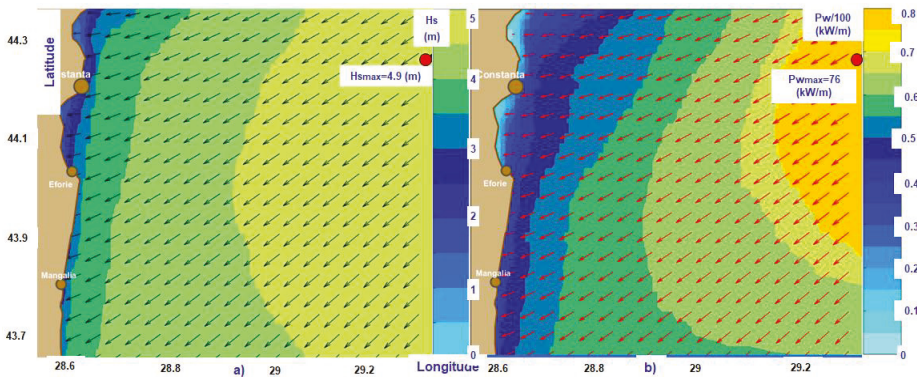 44.3
44.1
43.9
43.7
Latitude
Hs
(m)
Hsmax=4.9 (m)
stanta
Eforie
Mangalia
28.6
28.8
a)
29
29.2
Longitude
5
4
3
2
1
0
Pw/100
(kW/m)
Pwmax=76
(kW/m)
Constanta
Eforie
Mangalia
28.6
28.8
b)
29
29.2
0.8
0.7
0.6
0.5
0.4
0.3
0.2
0.1
0